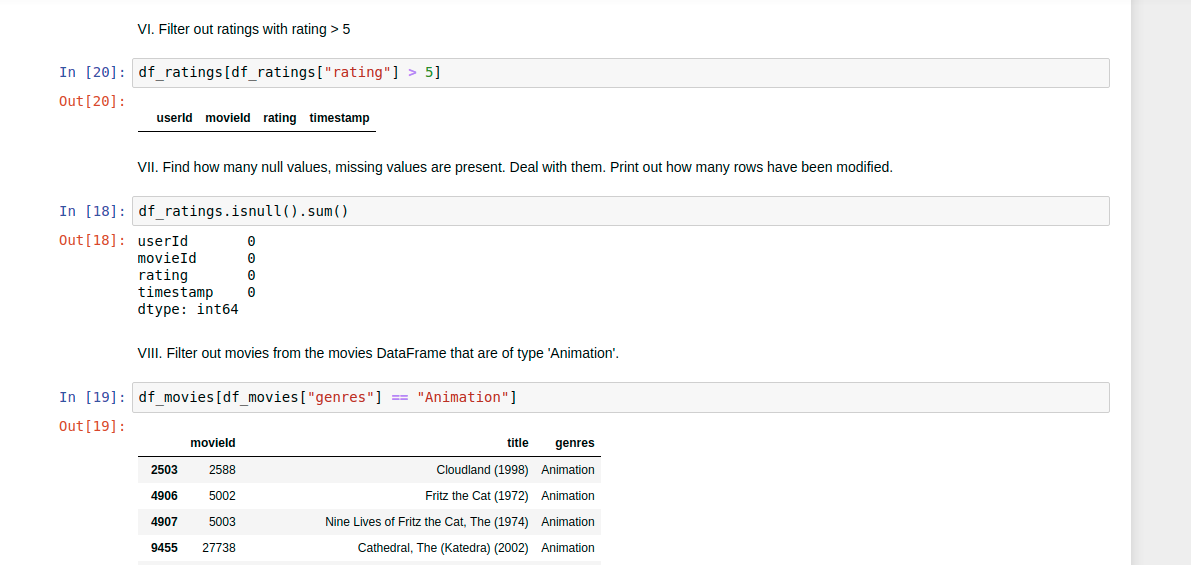 VI. Filter out ratings with rating > 5
In [20]: df_ratings[df_ratings["rating"] > 5]
Out[20]:
userId movieId rating timestamp
VII. Find how many null values, missing values are present. Deal with them. Print out how many rows have been modified.
In [18]: df_ratings.isnull().sum()
Out[18]: userId 0
movieId 0
rating 0
timestamp 0
dtype: int64
VIII. Filter out movies from the movies DataFrame that are of type 'Animation'.
In [19]: df_movies[df_movies["genres"] == "Animation"]
Out[19]:
movieId title genres
2503 2588 Cloudland (1998) Animation
4906 5002 Fritz the Cat (1972) Animation
4907 5003 Nine Lives of Fritz the Cat, The (1974) Animation
9455 27738 Cathedral, The (Katedra) (2002) Animation